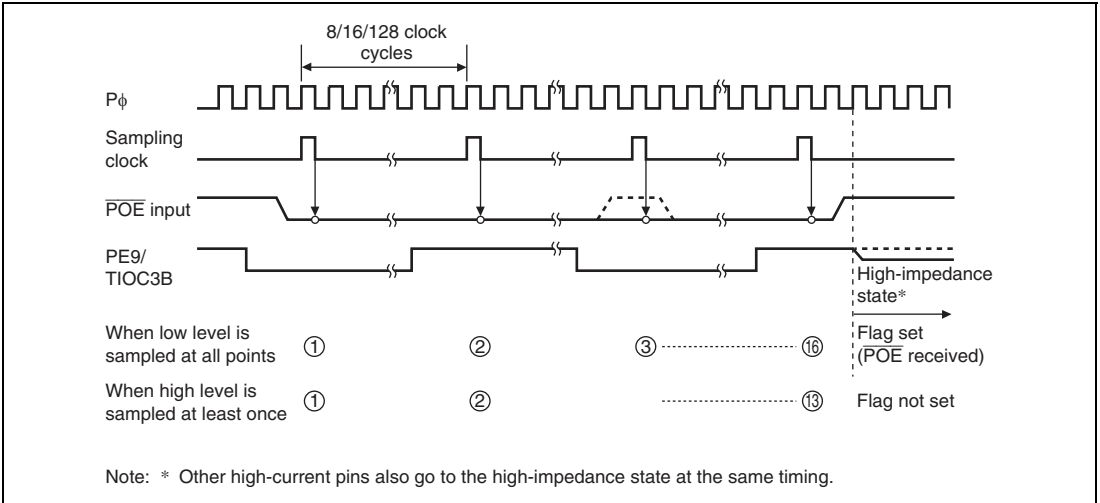 8/16/128 clock
cycles
Pϕ
Sampling
clock
POE input
PE9/
TIOC3B
High-impedance
state*
When low level is
sampled at all points
① ② ③ ⑯
Flag set
(POE received)
When high level is
sampled at least once
① ② ⑬ Flag not set
Note: * Other high-current pins also go to the high-impedance state at the same timing.